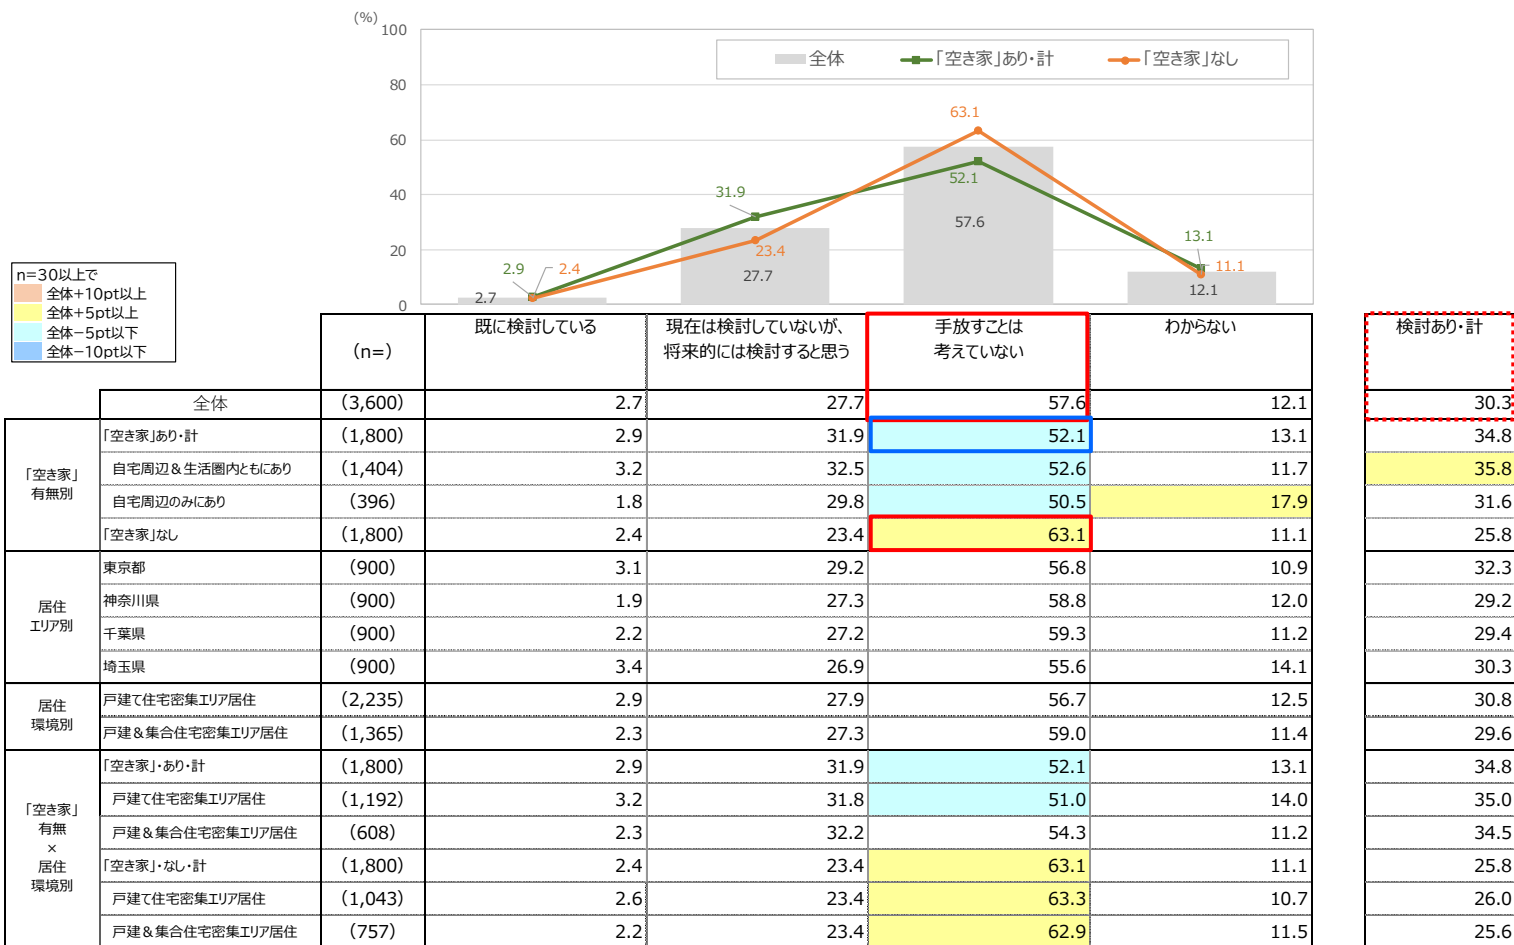 (%)
100
80
60
40
20
0
全体 「空き家」あり・計 「空き家」なし
2.9 2.4 2.7
31.9 23.4 27.7
63.1 52.1 57.6
13.1 11.1 12.1
n=30以上で
全体+10pt以上
全体+5pt以上
全体-5pt以下
全体-10pt以下
(n=) 既に検討している 現在は検討していないが、 手放すことは わからない 検討あり・計
将来的には検討すると思う 考えていない
全体 (3,600) 2.7 27.7 57.6 12.1 30.3
「空き家」
有無別
「空き家」あり・計 (1,800) 2.9 31.9 52.1 13.1 34.8
自宅周辺&生活圏内ともにあり (1,404) 3.2 32.5 52.6 11.7 35.8
自宅周辺のみにあり (396) 1.8 29.8 50.5 17.9 31.6
「空き家」なし (1,800) 2.4 23.4 63.1 11.1 25.8
居住
エリア別
東京都 (900) 3.1 29.2 56.8 10.9 32.3
神奈川県 (900) 1.9 27.3 58.8 12.0 29.2
千葉県 (900) 2.2 27.2 59.3 11.2 29.4
埼玉県 (900) 3.4 26.9 55.6 14.1 30.3
居住
環境別
戸建て住宅密集エリア居住 (2,235) 2.9 27.9 56.7 12.5 30.8
戸建&集合住宅密集エリア居住 (1,365) 2.3 27.3 59.0 11.4 29.6
「空き家」
有無
×
居住
環境別
「空き家」・あり・計 (1,800) 2.9 31.9 52.1 13.1 34.8
戸建て住宅密集エリア居住 (1,192) 3.2 31.8 51.0 14.0 35.0
戸建&集合住宅密集エリア居住 (608) 2.3 32.2 54.3 11.2 34.5
「空き家」・なし・計 (1,800) 2.4 23.4 63.1 11.1 25.8
戸建て住宅密集エリア居住 (1,043) 2.6 23.4 63.3 10.7 26.0
戸建&集合住宅密集エリア居住 (757) 2.2 23.4 62.9 11.5 25.6